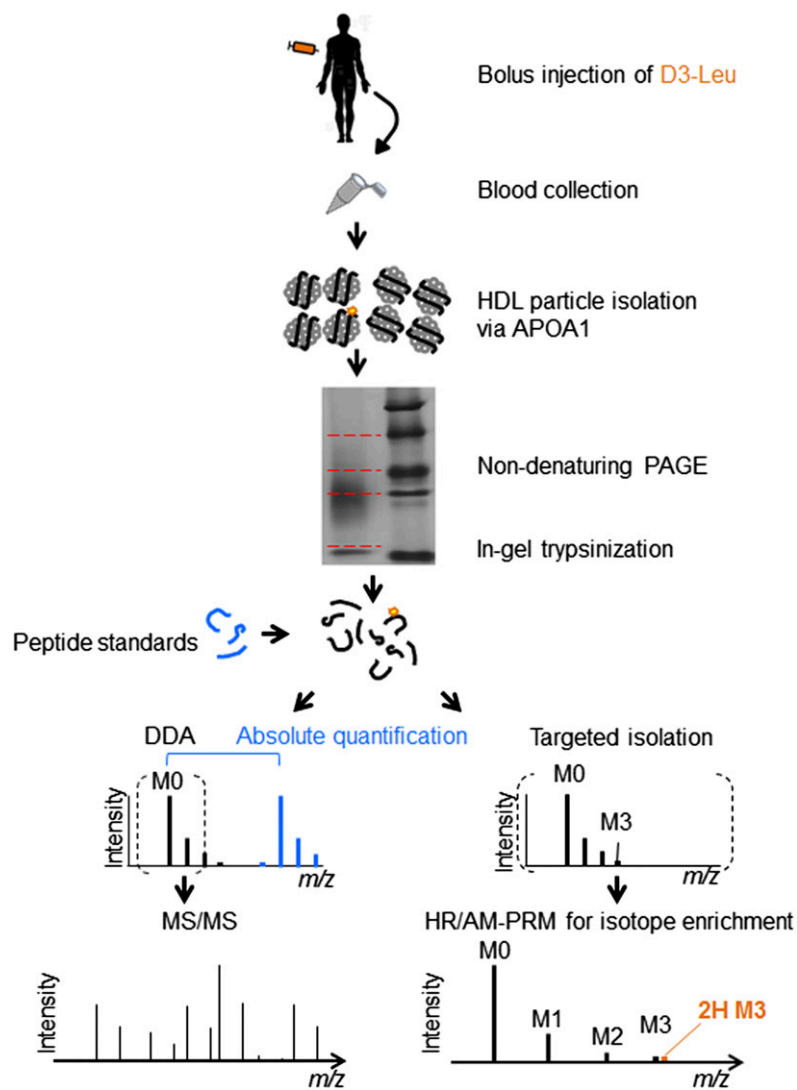 Bolus injection of D3-Leu
Blood collection
HDL particle isolation
via APOA1
Non-denaturing PAGE
In-gel trypsinization
Peptide standards
DDA
Absolute quantification
Targeted isolation
M0
Intensity
m/z
M0
M3
Intensity
m/z
MS/MS
HR/AM-PRM for isotope enrichment
Intensity
m/z
M0
M1
M2
M3
2H M3
Intensity
m/z